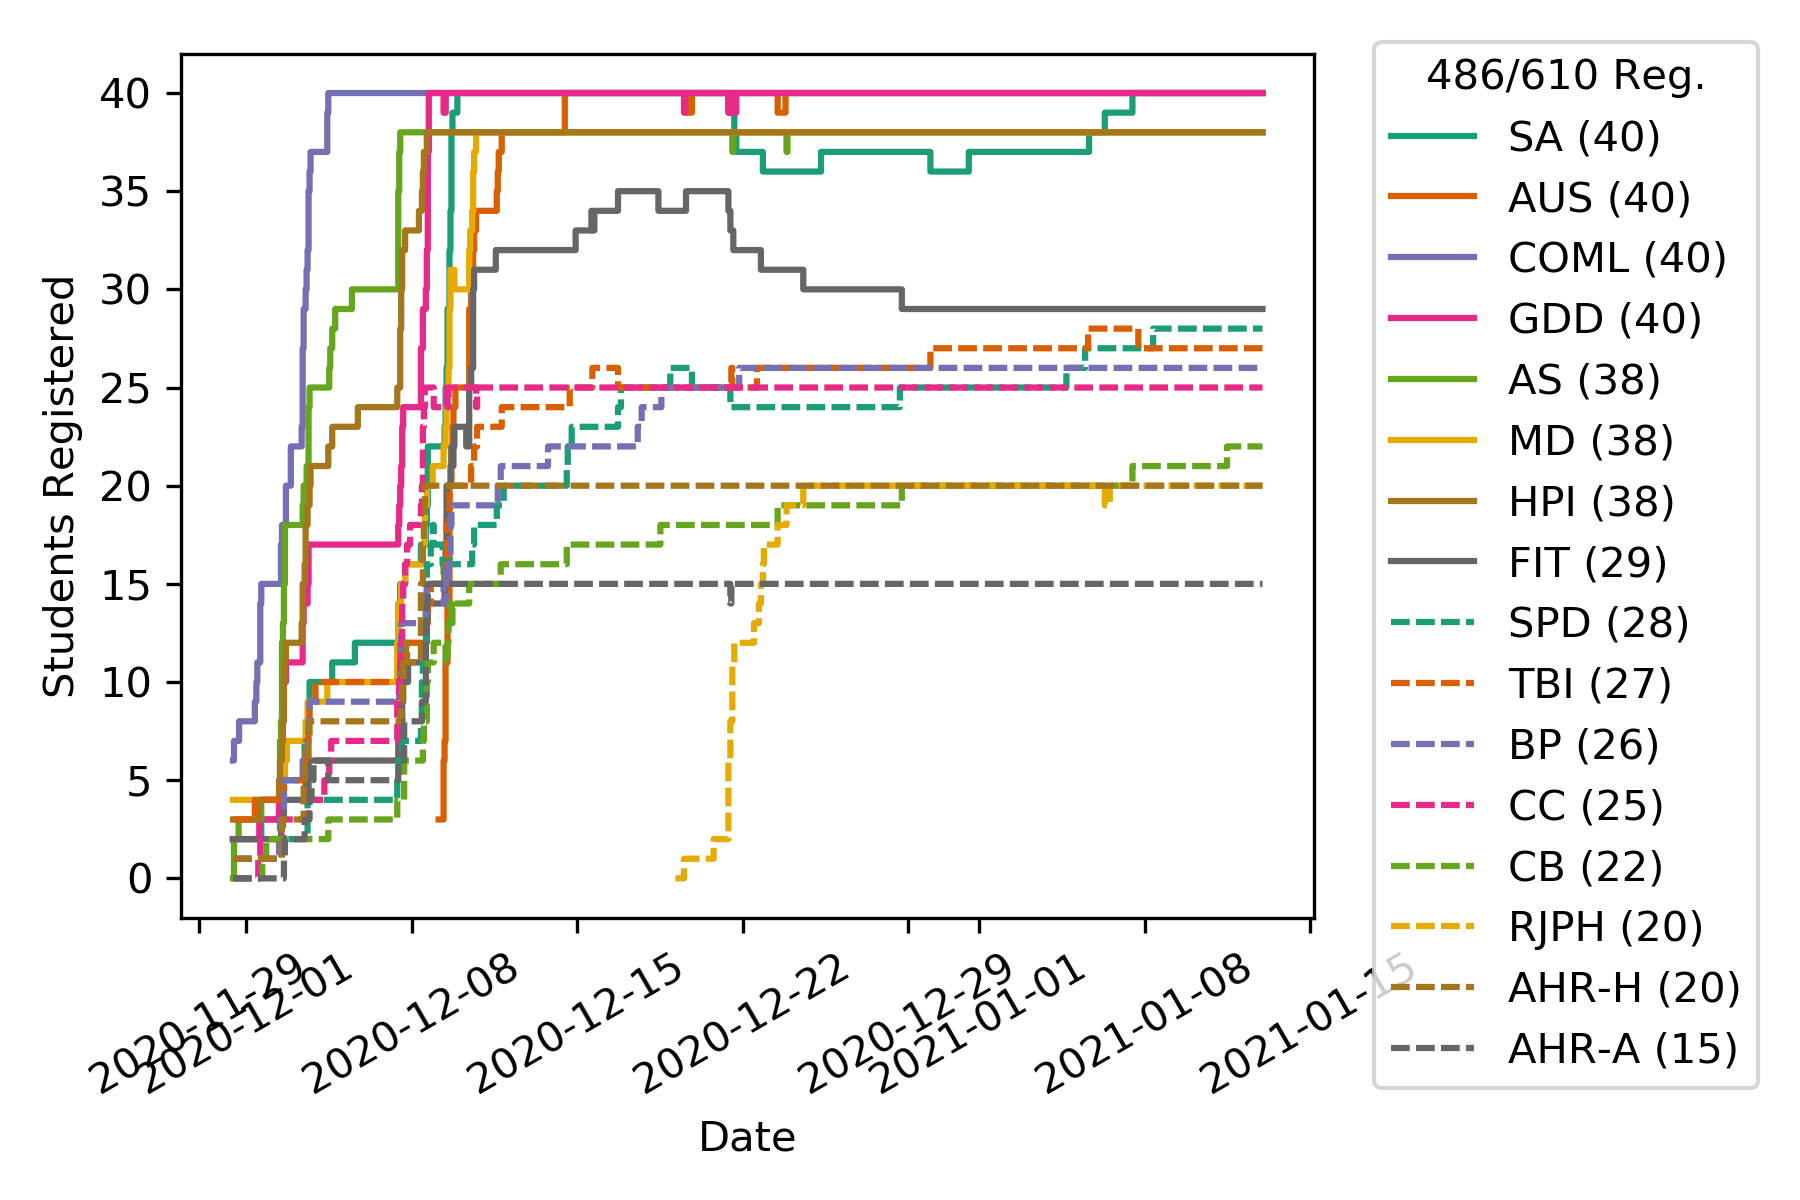 486/610 Reg.
SA (40)
AUS (40)
COML (40)
GDD (40)
AS (38)
MD (38)
HPI (38)
FIT (29)
SPD (28)
TBI (27)
BP (26)
CC (25)
CB (22)
RJPH (20)
AHR-H (20)
AHR-A (15)
Students Registered
40
35
30
25
20
15
10
5
0
2020-11-29
2020-12-01
2020-12-08
2020-12-15
2020-12-22
2020-12-29
2021-01-01
2021-01-08
2021-01-15
Date